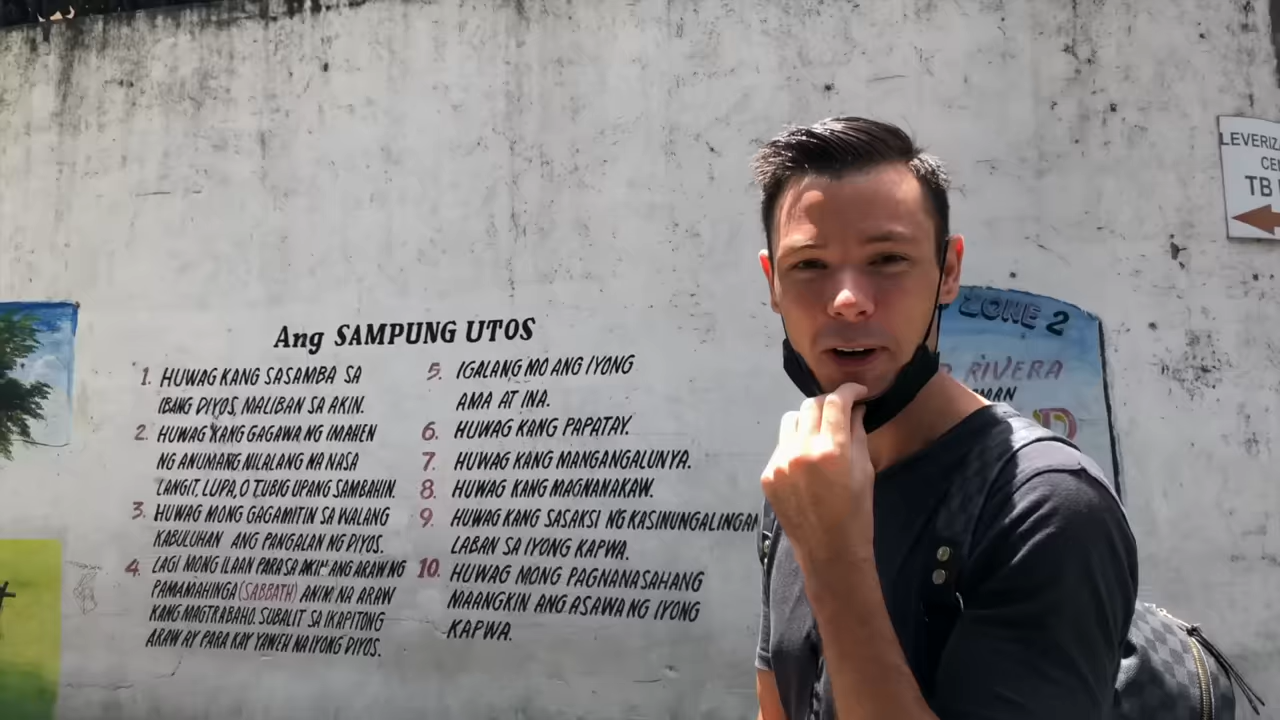 Ang SAMPUNG UTOS
1. HUWAG KANG SASAMBA SA
IBANG DIYOS, MALIBAN SA AKIN.
2. HUWAG KANG GAGAWA NG IMAHEN
NG ANUMANG NILALANG NA NASA
LANGIT, LUPA, O TUBIG UPANG SAMBAHIN.
3. HUWAG MONG GAGAMITIN SA WALANG
KABULUHAN ANG PANGALAN NG DIYOS.
4. LAGI MONG ILAAN PARA SA AKIN ANG ARAW NG
PAMAMAHINGA (SABBATH) ANIM NA ARAW
KANG MAGTRABAHO. SUBALIT SA IKAPITONG
ARAW AY PARA KAY YAWEH NA IYONG DIYOS.
5. IGALANG MO ANG IYONG
AMA AT INA.
6. HUWAG KANG PAPATAY.
7. HUWAG KANG MANGANGALUNYA.
8. HUWAG KANG MAGNANAKAW.
9. HUWAG KANG SASAKSI NG KASINUNGALINGAN
LABAN SA IYONG KAPWA.
10. HUWAG MONG PAGNANASAHANG
MAANGKIN ANG ASAWA NG IYONG
KAPWA.
ZONE 2
RIVERA
LEVERIZ
CE
TB